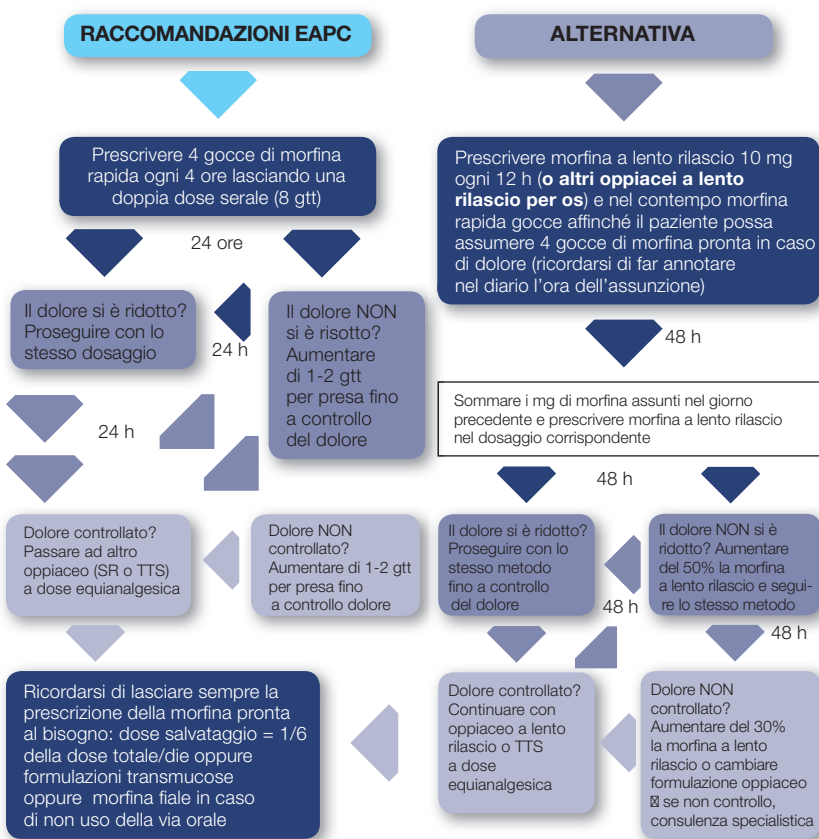 RACCOMANDAZIONI EAPC
Prescrivere 4 gocce di morfina
rapida ogni 4 ore lasciando una
doppia dose serale (8 gtt)
24 ore
Il dolore si è ridotto?
Proseguire con lo
stesso dosaggio
24 h
Il dolore NON
si è risotto?
Aumentare
di 1-2 gtt
per presa fino
a controllo
del dolore
24 h
Dolore controllato?
Passare ad altro
oppiaceo (SR o TTS)
a dose equianalgesica
Dolore NON
controllato?
Aumentare di 1-2 gtt
per presa fino
a controllo dolore
Ricordarsi di lasciare sempre la
prescrizione della morfina pronta
al bisogno: dose salvataggio = 1/6
della dose totale/die oppure
formulazioni transmucose
oppure morfina fiale in caso
di non uso della via orale
ALTERNATIVA
Prescrivere morfina a lento rilascio 10 mg
ogni 12 h (o altri oppiacei a lento
rilascio per os) e nel contempo morfina
rapida gocce affinché il paziente possa
assumere 4 gocce di morfina pronta in caso
di dolore (ricordarsi di far annotare
nel diario l'ora dell'assunzione)
48 h
Sommare i mg di morfina assunti nel giorno
precedente e prescrivere morfina a lento rilascio
nel dosaggio corrispondente
48 h
Il dolore si è ridotto?
Proseguire con lo
stesso metodo
fino a controllo
del dolore
48 h
Il dolore NON si è
ridotto? Aumentare
del 50% la morfina
a lento rilascio e segui-
re lo stesso metodo
48 h
Dolore controllato?
Continuare con
oppiaceo a lento
rilascio o TTS
a dose
equianalgesica
Dolore NON
controllato?
Aumentare del 30%
la morfina a lento
rilascio o cambiare
formulazione oppiaceo
se non controllo,
consulenza specialistica